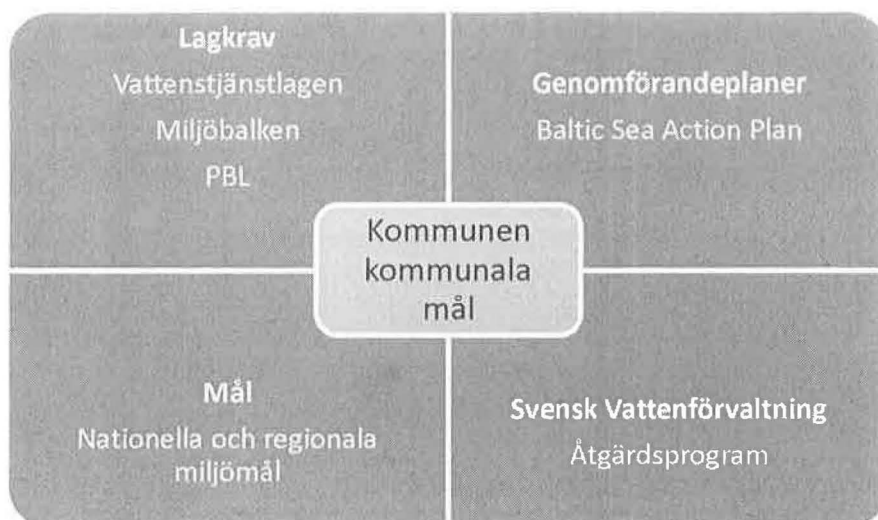 Lagkrav
Vattenstjänstlagen
Miljöbalken
PBL
Genomförandeplaner
Baltic Sea Action Plan
Kommunen
kommunala
mål
Mål
Nationella och regionala
miljömål
Svensk Vattenförvaltning
Åtgärdsprogram